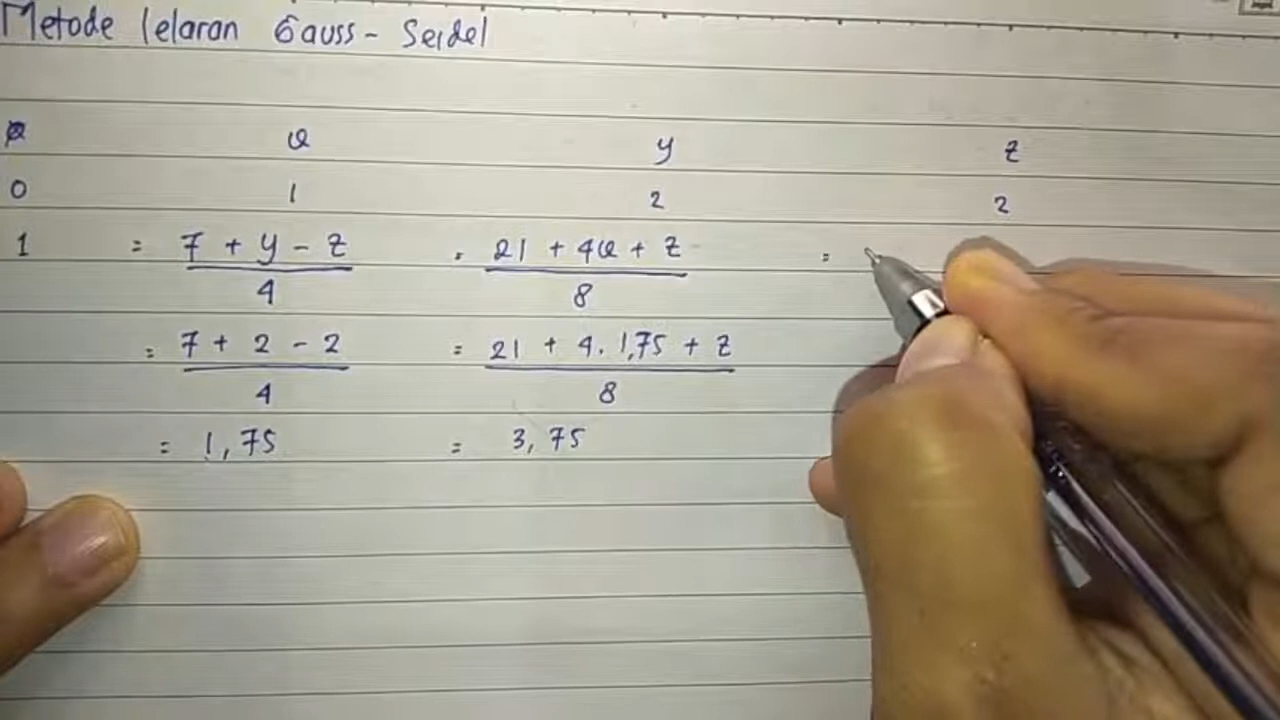 Metode lelaran Gauss - Seidel
x y z
0 1 2 2
1 = 7 + y - z / 4 = 21 + 4x + z / 8 =
= 7 + 2 - 2 / 4 = 21 + 4 . 1,75 + z / 8
= 1,75 = 3,75